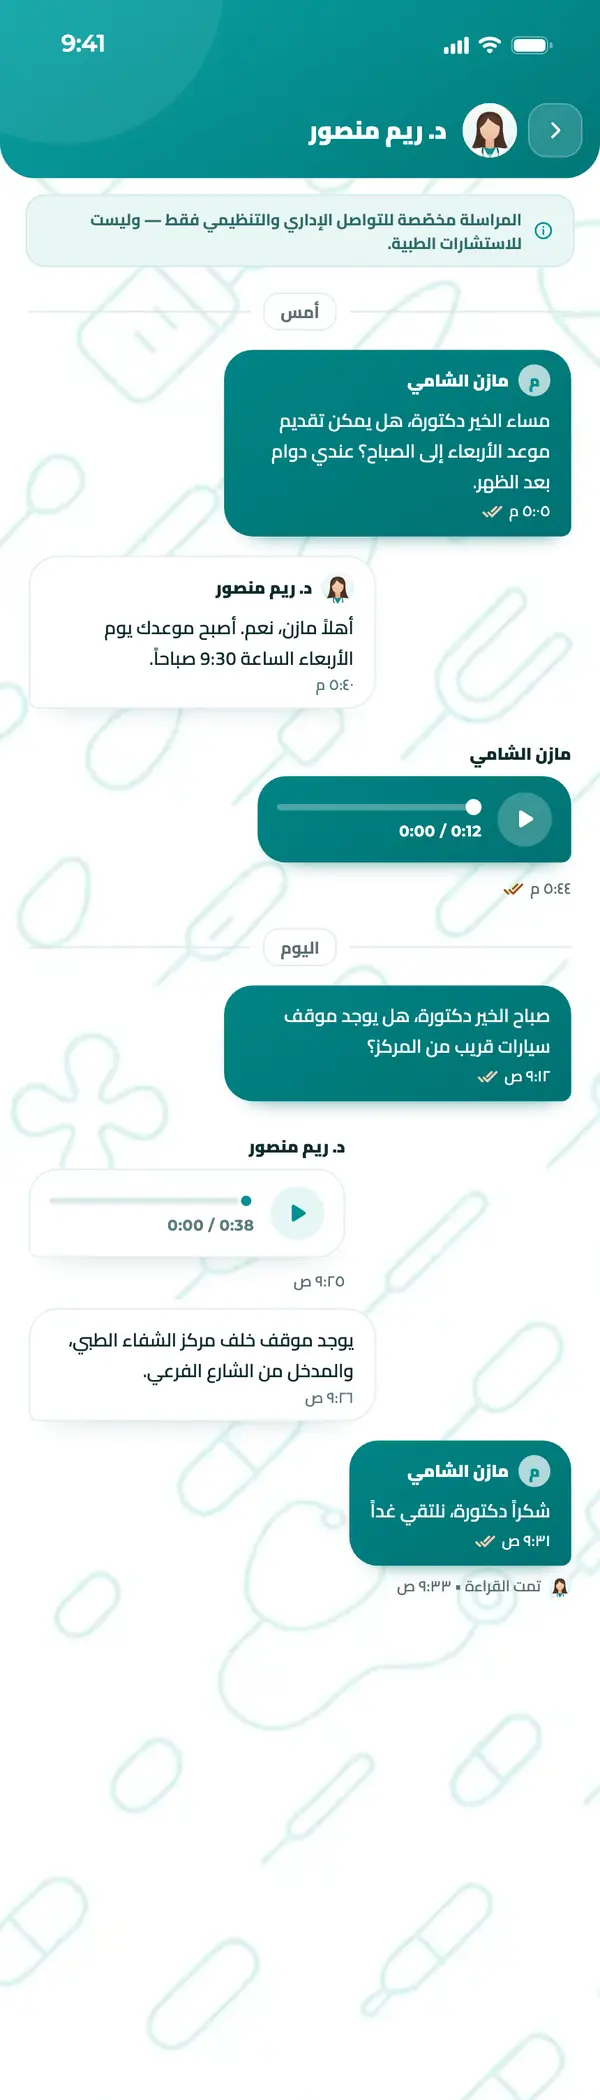 9:41
د. ريم منصور
المراسلة مخصّصة للتواصل الإداري والتنظيمي فقط — وليست
للاستشارات الطبية.
أمس
م
مازن الشامي
مساء الخير دكتورة، هل يمكن تقديم
موعد الأربعاء إلى الصباح؟ عندي دوام
بعد الظهر.
٥:٠٥ م
د. ريم منصور
أهلاً مازن، نعم. أصبح موعدك يوم
الأربعاء الساعة 9:30 صباحاً.
٥:٤٠ م
مازن الشامي
0:00 / 0:12
٥:٤٤ م
اليوم
صباح الخير دكتورة، هل يوجد موقف
سيارات قريب من المركز؟
٩:١٢ ص
د. ريم منصور
0:00 / 0:38
٩:٢٥ ص
يوجد موقف خلف مركز الشفاء الطبي،
والمدخل من الشارع الفرعي.
٩:٢٦ ص
م
مازن الشامي
شكراً دكتورة، نلتقي غداً
٩:٣١ ص
تمت القراءة • ٩:٣٣ ص